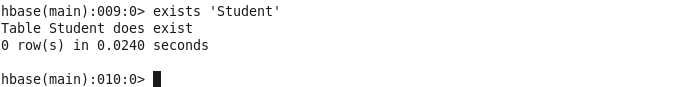 hbase(main):009:0> exists 'Student'
Table Student does exist
0 row(s) in 0.0240 seconds
hbase(main):010:0>